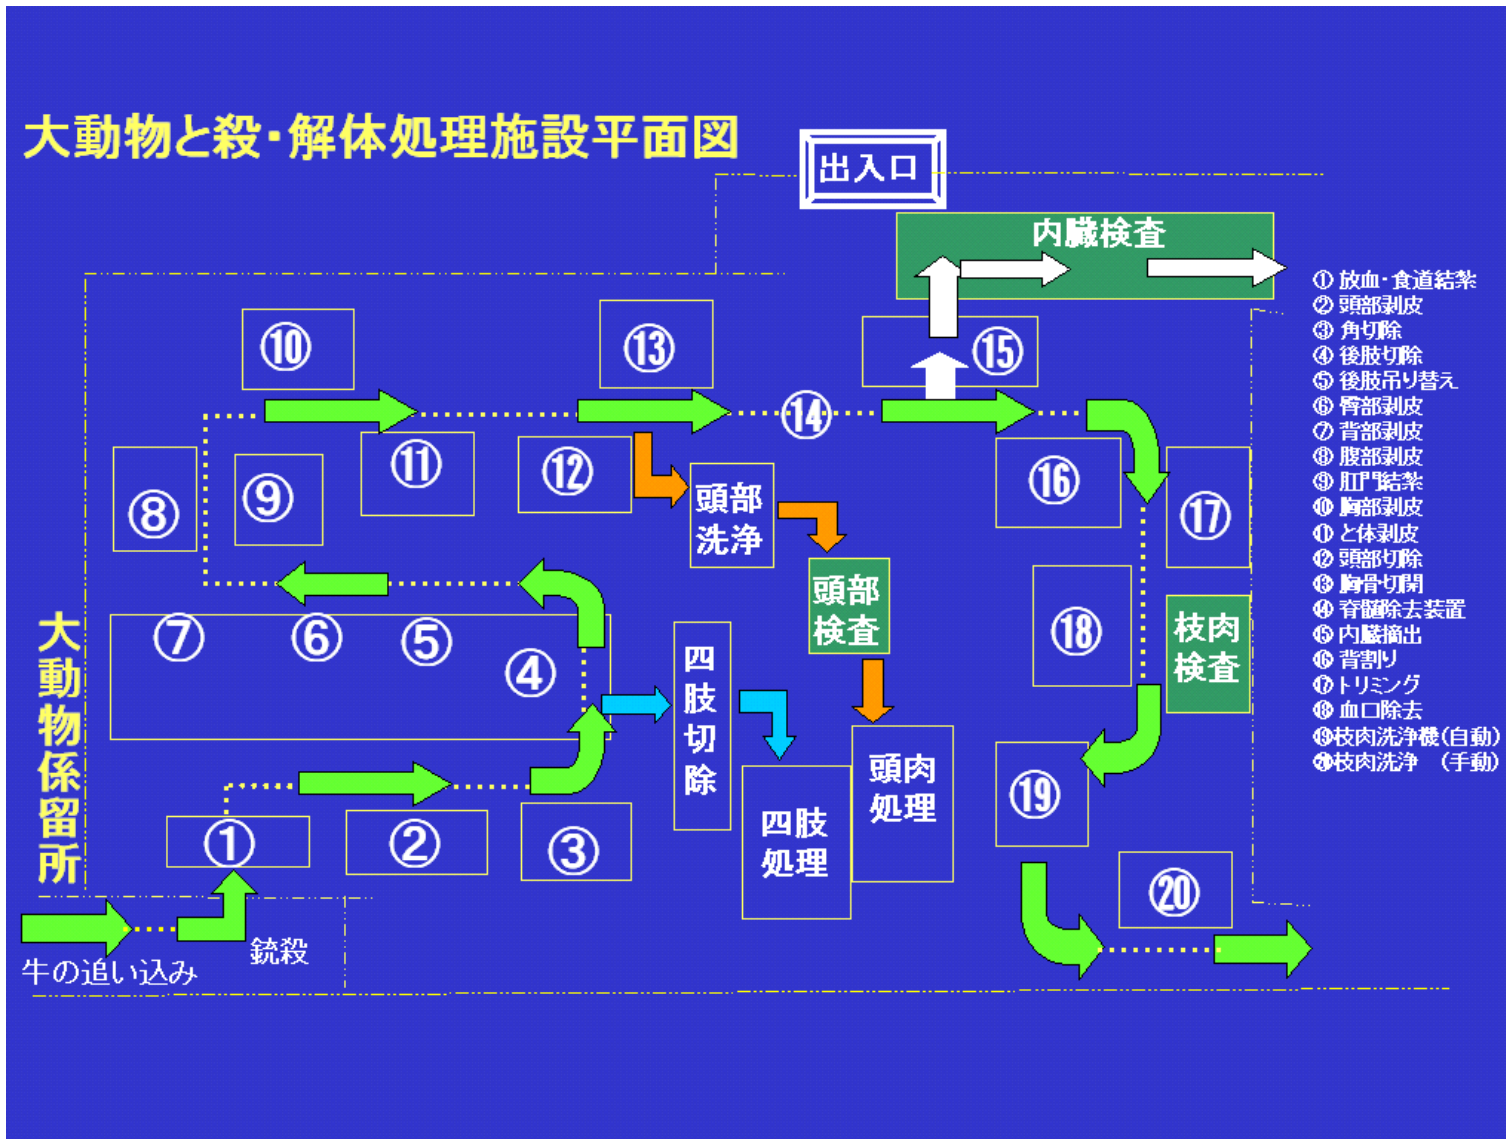 大動物と殺・解体処理施設平面図
出入口
内臓検査
⑩
⑬
⑮
⑭
⑧
⑨
⑪
⑫
頭部
洗浄
⑯
⑰
頭部
検査
⑱
枝肉
検査
⑦
⑥
⑤
④
四肢切除
大動物係留所
①
②
③
四肢
処理
頭肉
処理
⑲
⑳
牛の追い込み
銃殺
① 放血・食道結紮
② 頭部剥皮
③ 角切除
④ 後肢切除
⑤ 後肢吊り替え
⑥ 臀部剥皮
⑦ 背部剥皮
⑧ 腹部剥皮
⑨ 肛門結紮
⑩ 胸部剥皮
⑪ と体剥皮
⑫ 頭部切除
⑬ 胸骨切開
⑭ 脊髄除去装置
⑮ 内臓摘出
⑯ 背割り
⑰ トリミング
⑱ 血口除去
⑲枝肉洗浄機(自動)
⑳枝肉洗浄 (手動)